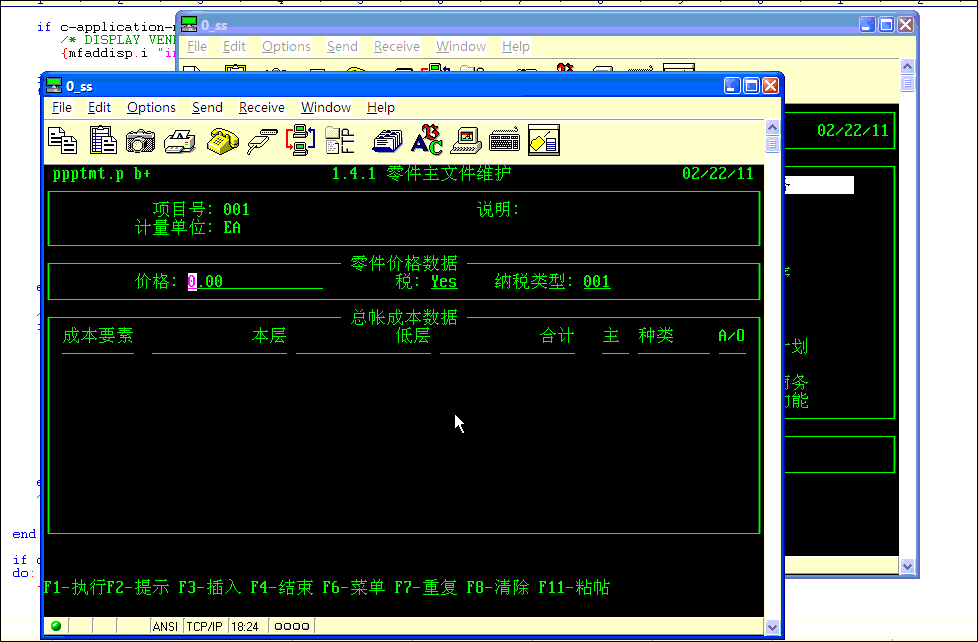 if c-application-
/* DISPLAY VEN
{mfaddisp.i "i
end
if
do:
0_ss
File Edit Options Send Receive Window Help
02/22/11
划
务
能
0_ss
File Edit Options Send Receive Window Help
ppptmt.p b+ 1.4.1 零件主文件维护 02/22/11
项目号: 001 说明:
计量单位: EA
零件价格数据
价格: 0.00 税: Yes 纳税类型: 001
总帐成本数据
成本要素 本层 低层 合计 主 种类 A/O
F1-执行F2-提示 F3-插入 F4-结束 F6-菜单 F7-重复 F8-清除 F11-粘帖
ANSI TCP/IP 18:24